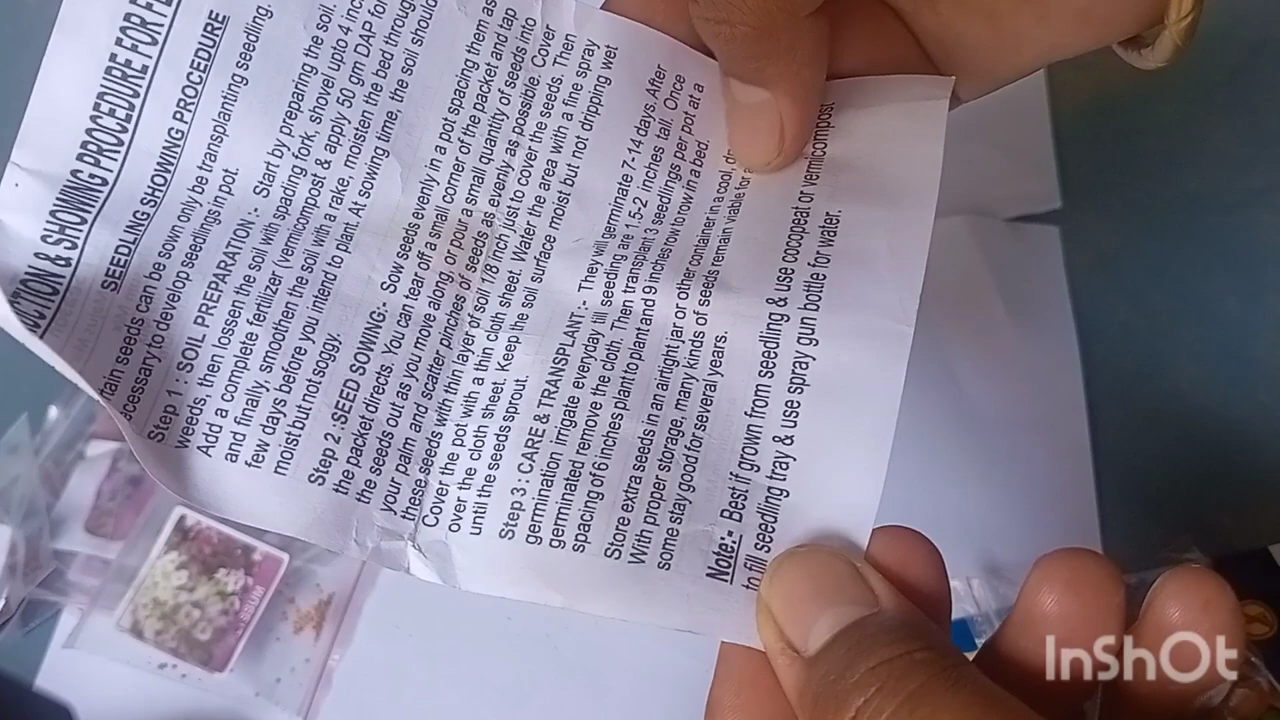 UCTION & SHOWING PROCEDURE FOR F
SEEDLING SHOWING PROCEDURE
tain seeds can be sown only be transplanting seedling.
cessary to develop seedlings in pot.
Step 1 : SOIL PREPARATION :- Start by preparing the soil.
weeds, then lossen the soil with spading fork, shovel upto 4 inc
Add a complete fertilizer (vermicompost & apply 50 gm DAP for
and finally, smoothen the soil with a rake, moisten the bed throug
few days before you intend to plant. At sowing time, the soil should
moist but not soggy.
Step 2 : SEED SOWING:- Sow seeds evenly in a pot spacing them as
the packet directs. You can tear off a small corner of the packet and tap
the seeds out as you move along, or pour a small quantity of seeds into
your palm and scatter pinches of seeds as evenly as possible. Cover
these seeds with thin layer of soil 1/8 inch just to cover the seeds. Then
Cover the pot with a thin cloth sheet. Water the area with a fine spray
over the cloth sheet. Keep the soil surface moist but not dripping wet
until the seeds sprout.
Step 3 : CARE & TRANSPLANT :- They will germinate 7-14 days. After
germination irrigate everyday till seeding are 1.5-2 inches tall. Once
germinated remove the cloth. Then transplant 3 seedlings per pot at a
spacing of 6 inches plant to plant and 9 inches row to row in a bed.
Store extra seeds in an airtight jar or other container in a cool,
With proper storage, many kinds of seeds remain viable for
some stay good for several years.
Note:- Best if grown from seedling & use cocopeat or vermicompost
to fill seedling tray & use spray gun bottle for water.
SSUM
InShOt